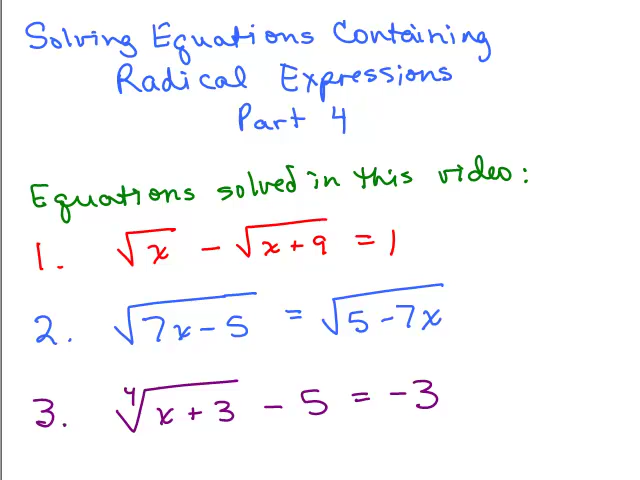 Solving Equations Containing
Radical Expressions
Part 4
Equations solved in this video:
1. √x - √(x+9) = 1
2. √(7x-5) = √(5-7x)
3. ∜(x+3) - 5 = -3